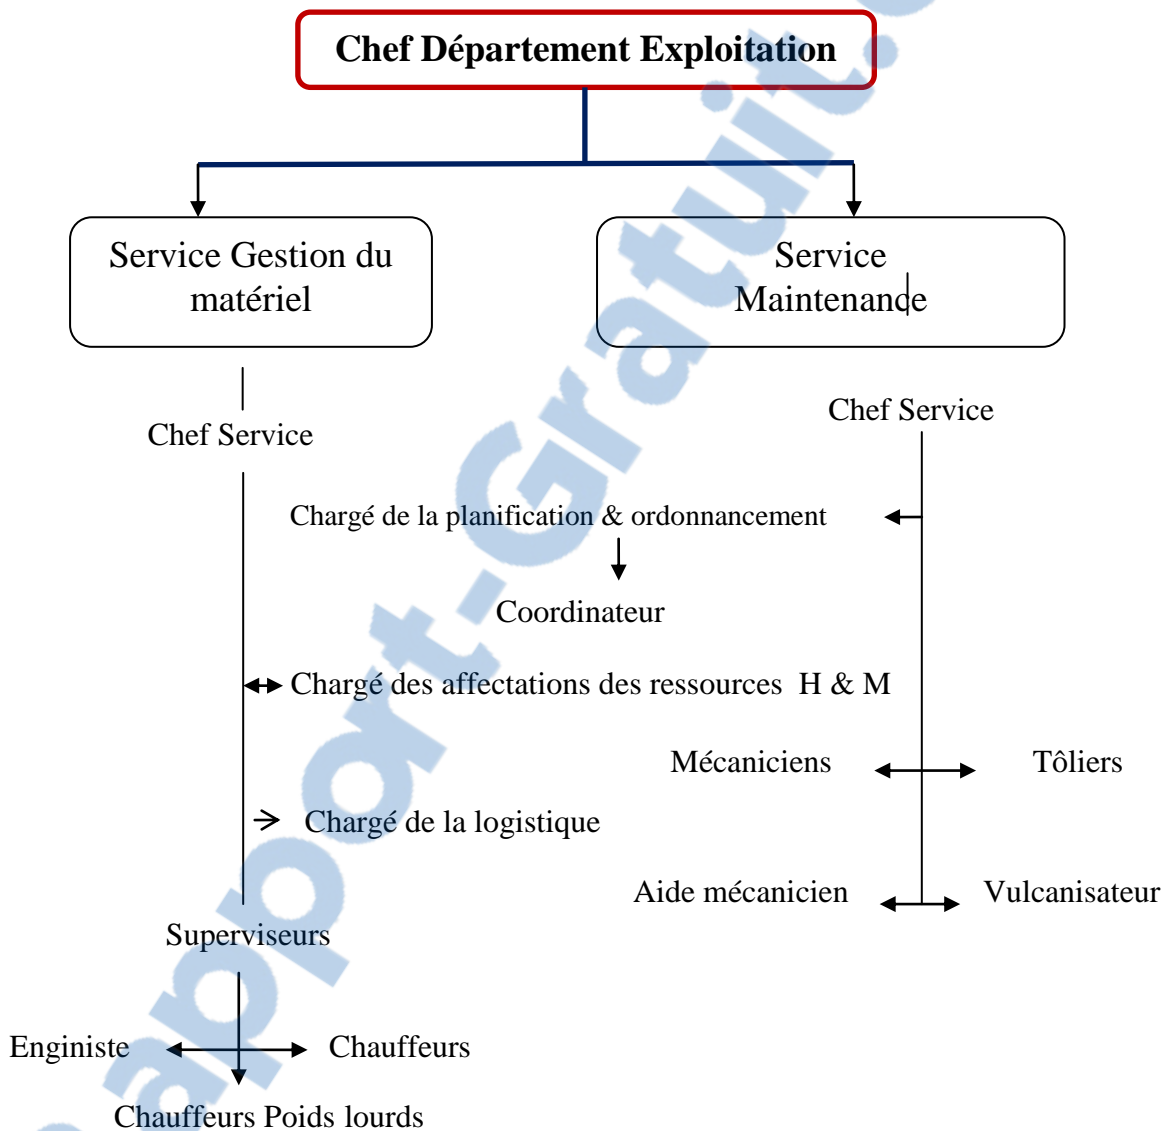 Chef Département Exploitation
Service Gestion du
matériel
Service
Maintenance
Chef Service
Chef Service
Chargé de la planification & ordonnancement
Coordinateur
Chargé des affectations des ressources H & M
Mécaniciens
Tôliers
Chargé de la logistique
Aide mécanicien
Vulcanisateur
Superviseurs
Enginiste
Chauffeurs
Chauffeurs Poids lourds
apport-Gratuit.